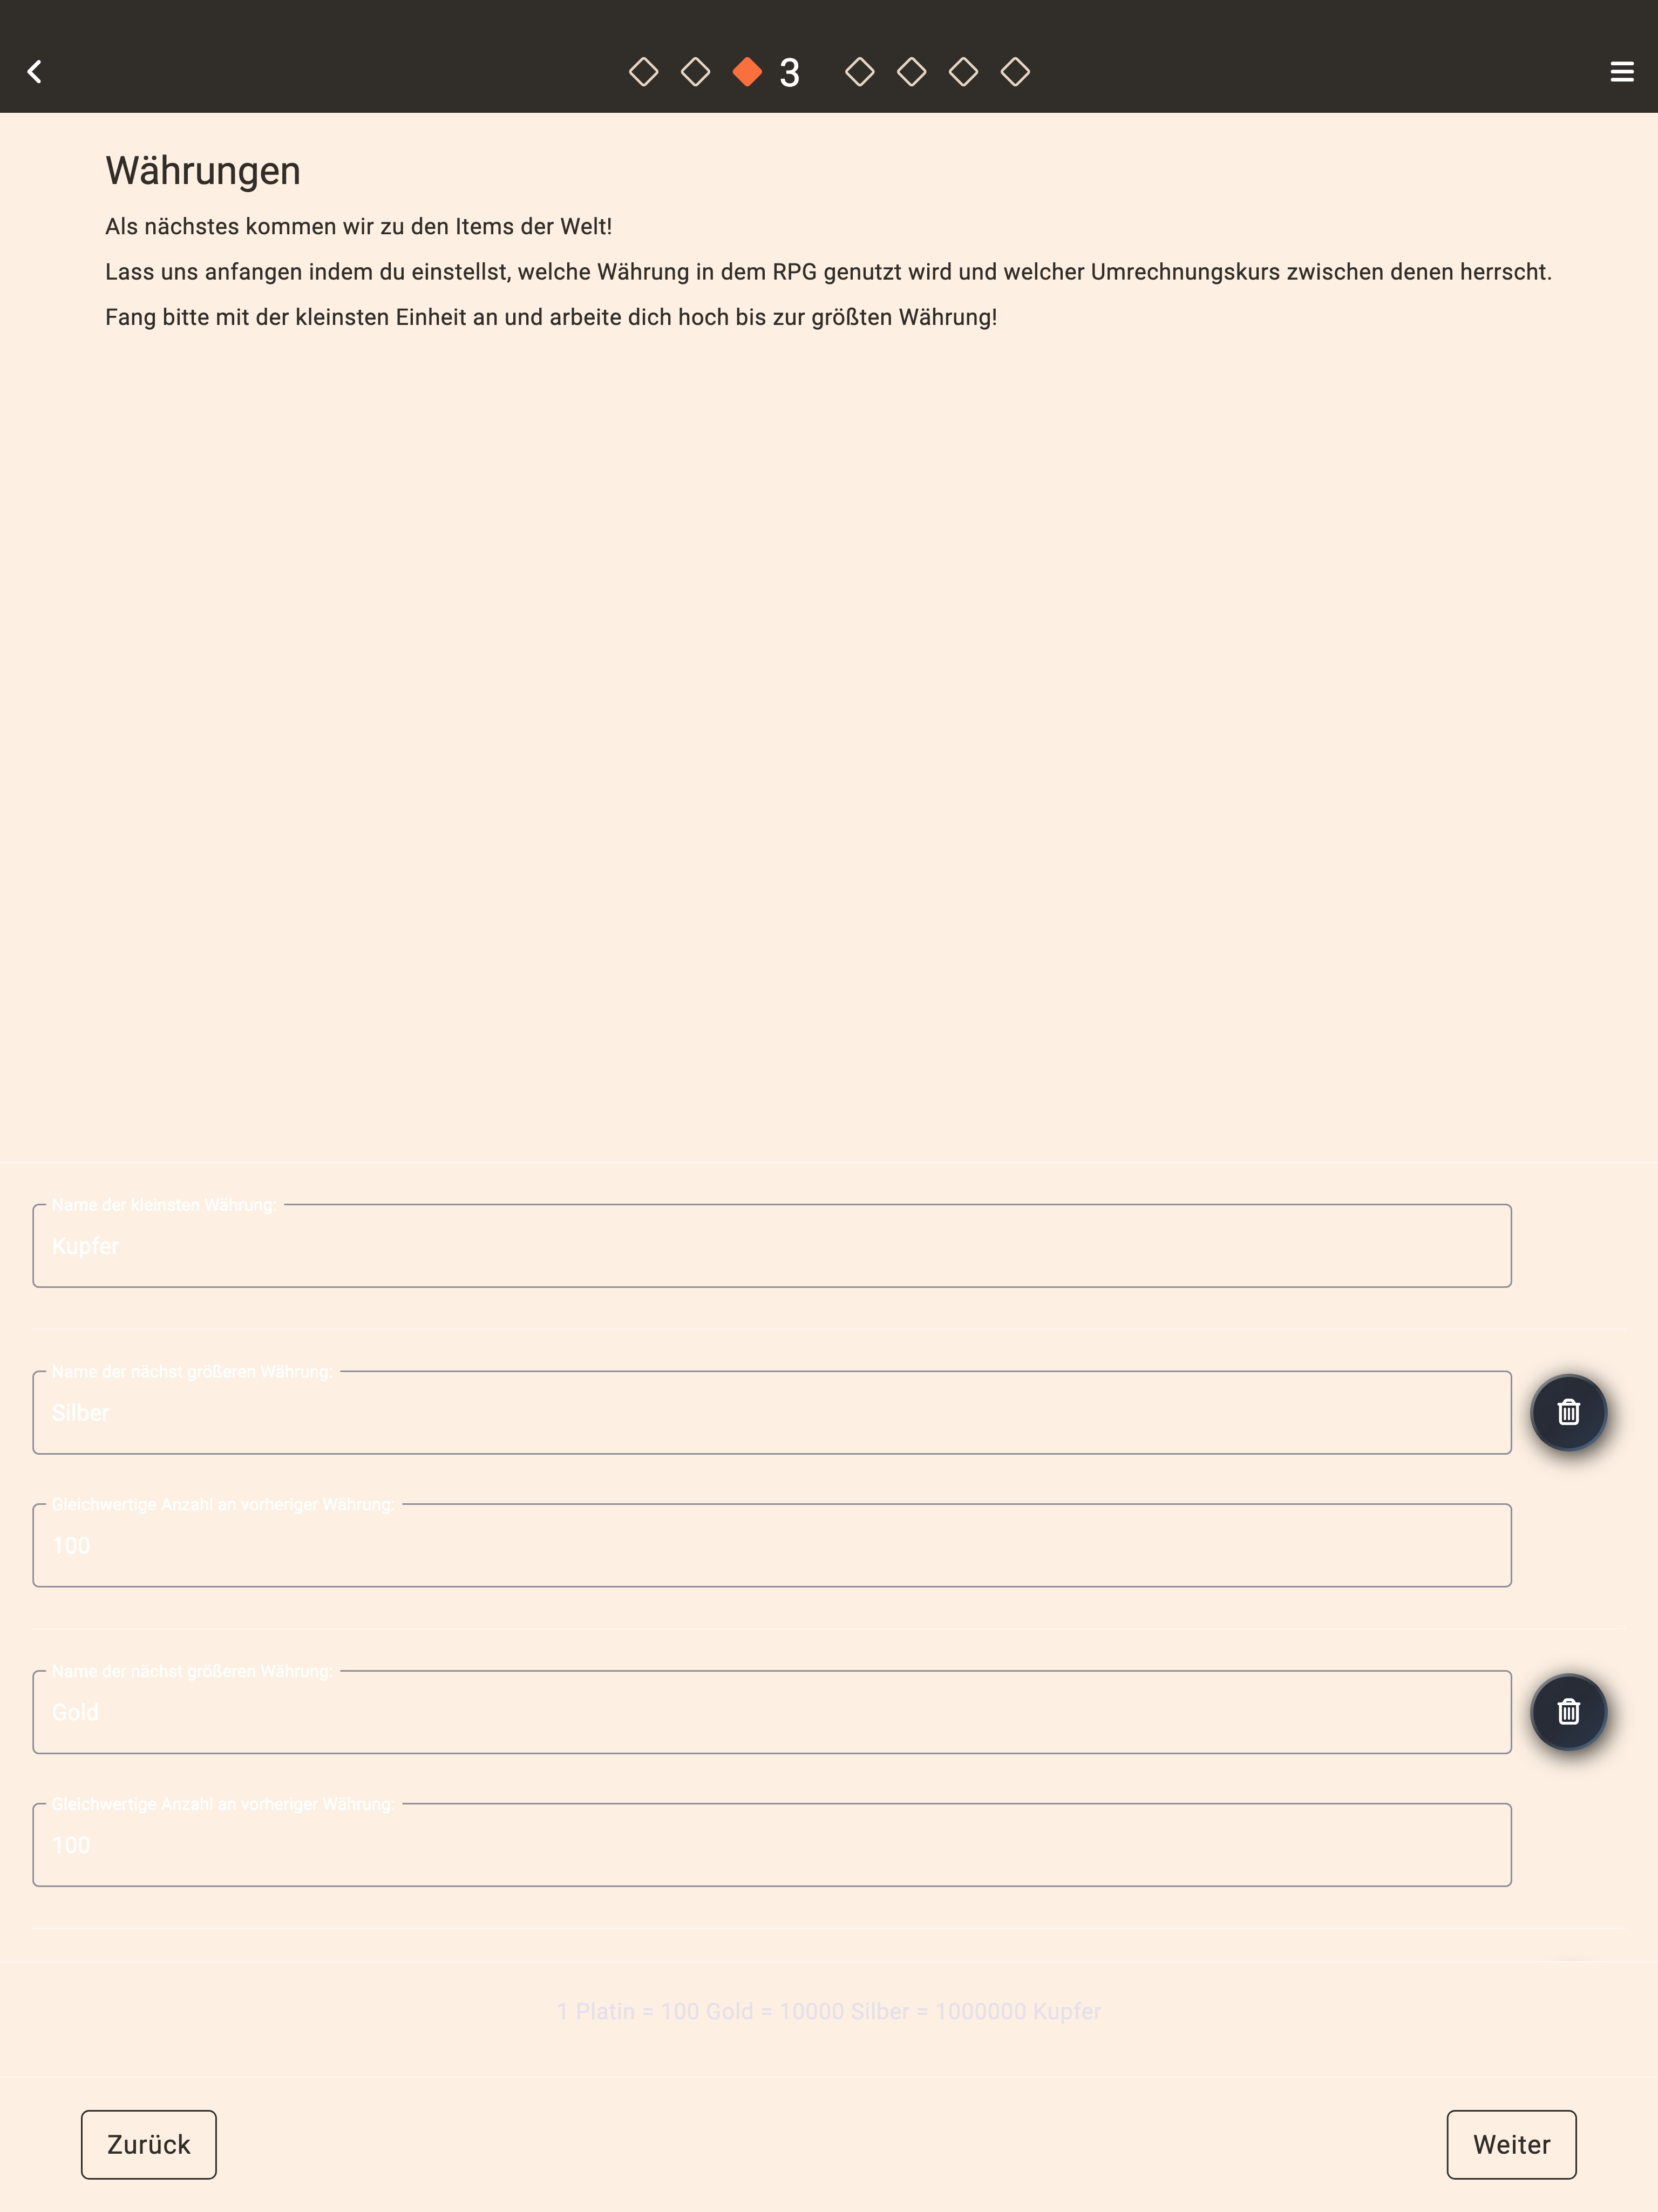 3
Währungen
Als nächstes kommen wir zu den Items der Welt!
Lass uns anfangen indem du einstellst, welche Währung in dem RPG genutzt wird und welcher Umrechnungskurs zwischen denen herrscht.
Fang bitte mit der kleinsten Einheit an und arbeite dich hoch bis zur größten Währung!
Name der kleinsten Währung:
Kupfer
Name der nächst größeren Währung:
Silber
Gleichwertige Anzahl an vorheriger Währung:
100
Name der nächst größeren Währung:
Gold
Gleichwertige Anzahl an vorheriger Währung:
100
1 Platin = 100 Gold = 10000 Silber = 1000000 Kupfer
Zurück
Weiter